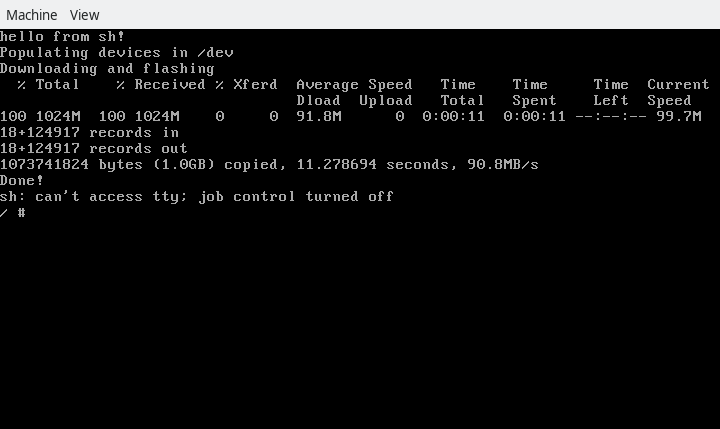 Machine View
hello from sh!
Populating devices in /dev
Downloading and flashing
  % Total    % Received % Xferd  Average Speed   Time    Time     Time  Current
                                 Dload  Upload   Total   Spent    Left  Speed
100 1024M  100 1024M    0     0  91.8M      0  0:00:11  0:00:11 --:--:-- 99.7M
18+124917 records in
18+124917 records out
1073741824 bytes (1.0GB) copied, 11.278694 seconds, 90.8MB/s
Done!
sh: can't access tty; job control turned off
/ #